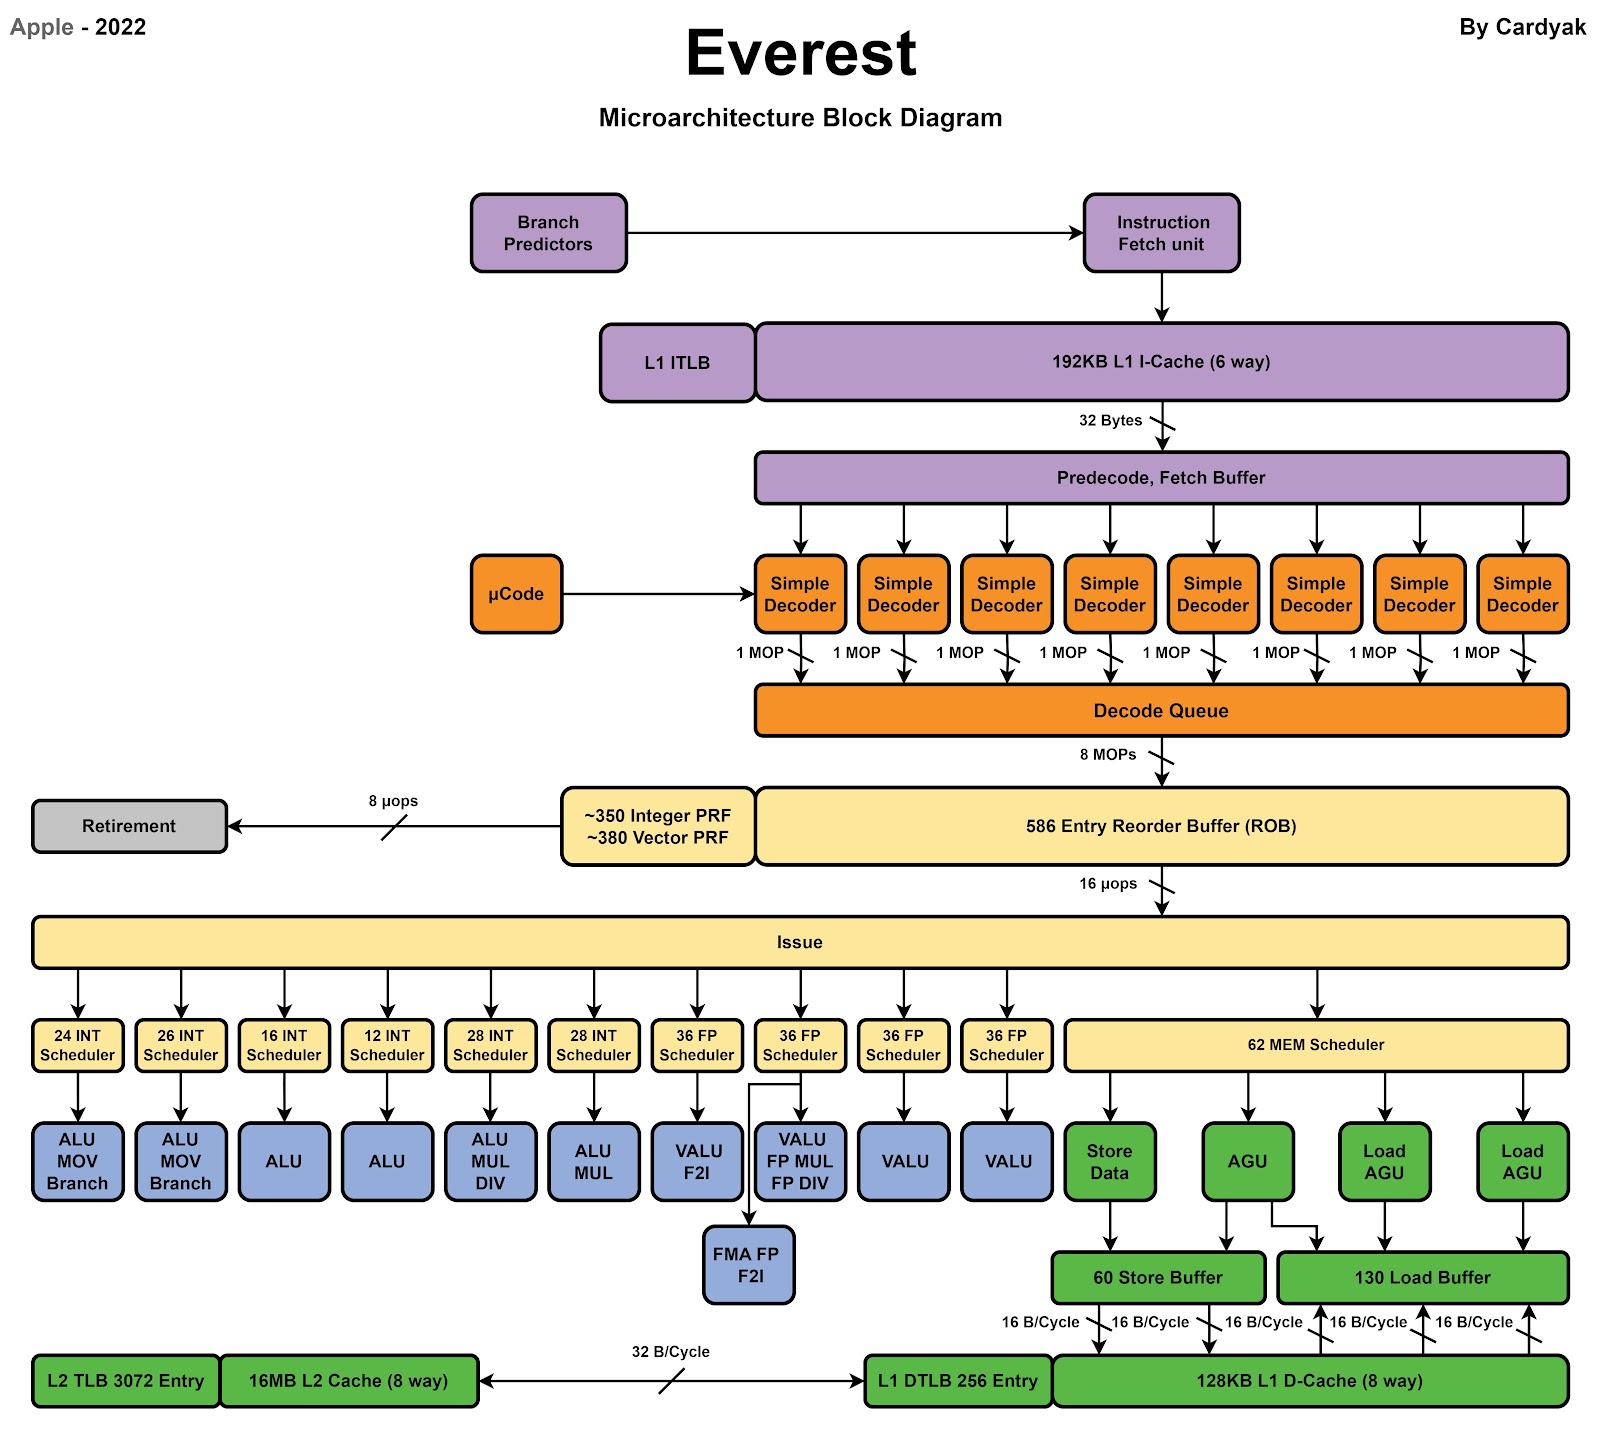 Apple - 2022
By Cardyak
Everest
Microarchitecture Block Diagram
Branch
Predictors
Instruction
Fetch unit
L1 ITLB
192KB L1 I-Cache (6 way)
32 Bytes
Predecode, Fetch Buffer
µCode
Simple
Decoder
Simple
Decoder
Simple
Decoder
Simple
Decoder
Simple
Decoder
Simple
Decoder
Simple
Decoder
Simple
Decoder
1 MOP
1 MOP
1 MOP
1 MOP
1 MOP
1 MOP
1 MOP
1 MOP
Decode Queue
8 MOPs
Retirement
8 µops
~350 Integer PRF
~380 Vector PRF
586 Entry Reorder Buffer (ROB)
16 µops
Issue
24 INT
Scheduler
26 INT
Scheduler
16 INT
Scheduler
12 INT
Scheduler
28 INT
Scheduler
28 INT
Scheduler
36 FP
Scheduler
36 FP
Scheduler
36 FP
Scheduler
36 FP
Scheduler
62 MEM Scheduler
ALU
MOV
Branch
ALU
MOV
Branch
ALU
ALU
ALU
MUL
DIV
ALU
MUL
VALU
F2I
VALU
FP MUL
FP DIV
VALU
VALU
Store
Data
AGU
Load
AGU
Load
AGU
FMA FP
F2I
60 Store Buffer
130 Load Buffer
16 B/Cycle
16 B/Cycle
16 B/Cycle
16 B/Cycle
16 B/Cycle
L2 TLB 3072 Entry
16MB L2 Cache (8 way)
32 B/Cycle
L1 DTLB 256 Entry
128KB L1 D-Cache (8 way)